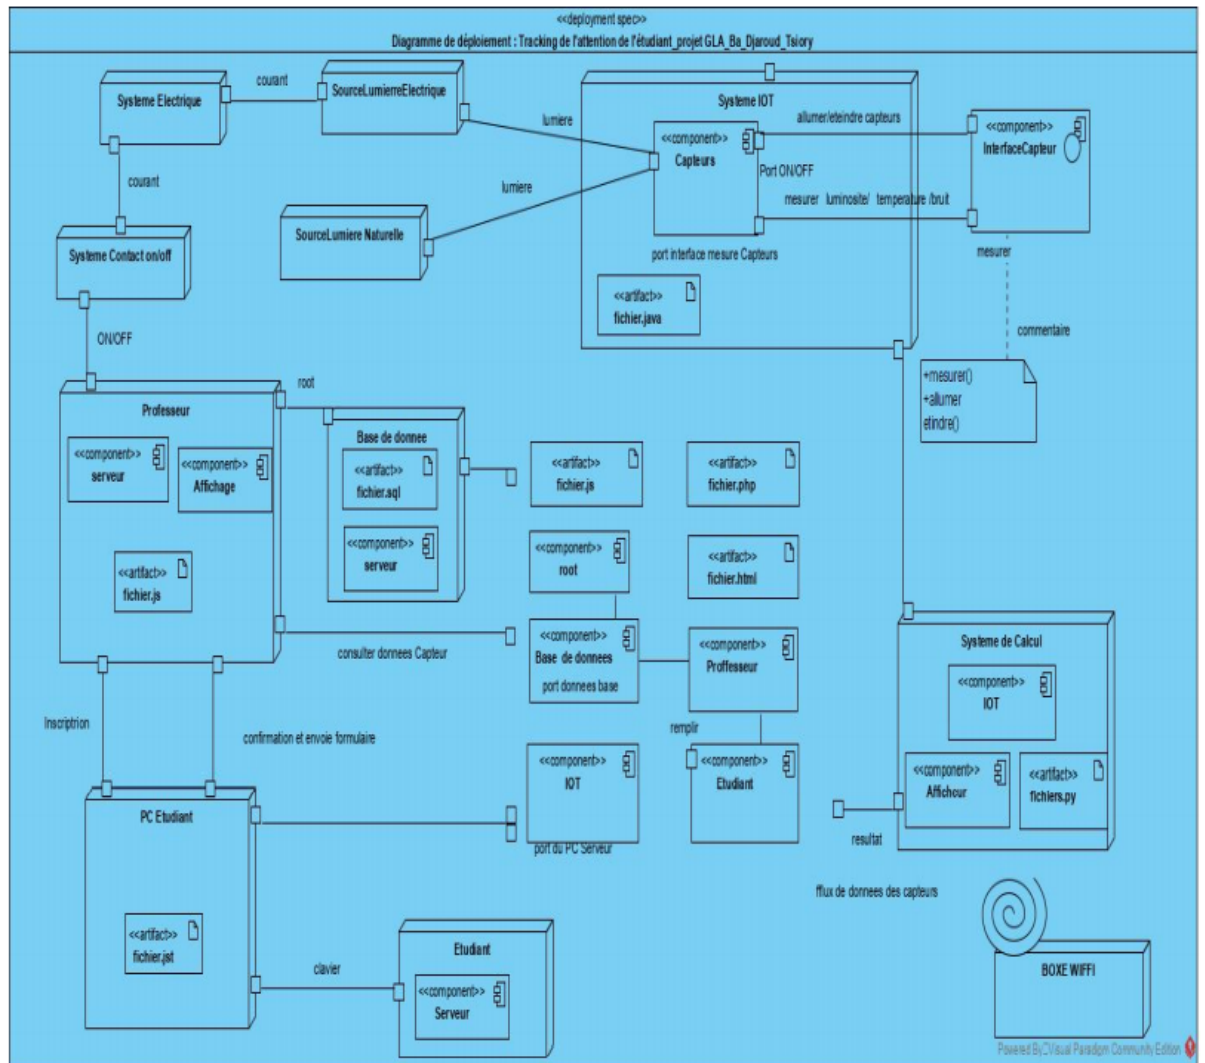 <<deployment spec>>
Diagramme de déploiement : Tracking de l'attention de l'étudiant_projet GLA_Ba_Djaroud_Tsiory
Systeme Electrique
courant
SourceLumierreElectrique
lumiere
Systeme IOT
<<component>>
Capteurs
Port ON/OFF
allumer/eteindre capteurs
<<component>>
InterfaceCapteur
courant
lumiere
mesurer luminosite/ temperature /bruit
SourceLumiere Naturelle
Systeme Contact on/off
port interface mesure Capteurs
mesurer
<<artifact>>
fichier.java
commentaire
ON/OFF
+mesurer()
+allumer
etindre()
root
Professeur
<<component>>
serveur
<<component>>
Affichage
<<artifact>>
fichier.js
Base de donnee
<<artifact>>
fichier.sql
<<component>>
serveur
<<artifact>>
fichier.js
<<artifact>>
fichier.php
<<component>>
root
<<artifact>>
fichier.html
consulter donnees Capteur
<<component>>
Base de donnees
port donnees base
<<component>>
Proffesseur
Systeme de Calcul
<<component>>
IOT
<<component>>
Afficheur
<<artifact>>
fichiers.py
Inscriptrion
confirmation et envoie formulaire
remplir
<<component>>
IOT
<<component>>
Etudiant
port du PC Serveur
resultat
fflux de donnees des capteurs
PC Etudiant
<<artifact>>
fichier.jst
clavier
Etudiant
<<component>>
Serveur
BOXE WIFFI
Powered By Visual Paradigm Community Edition